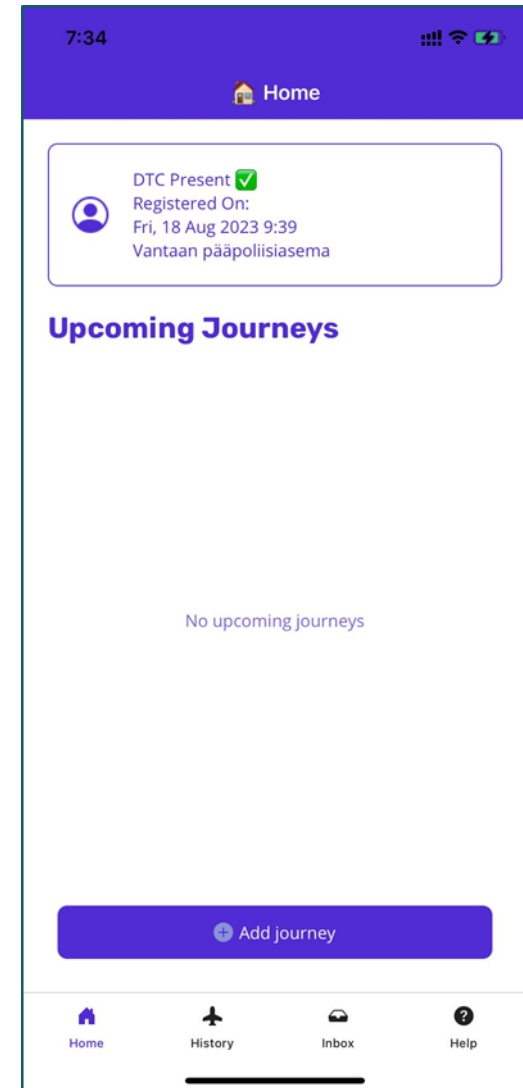 7:34
🏠 Home
DTC Present ✅
Registered On:
Fri, 18 Aug 2023 9:39
Vantaan pääpoliisiasema
Upcoming Journeys
No upcoming journeys
Add journey
Home History Inbox Help